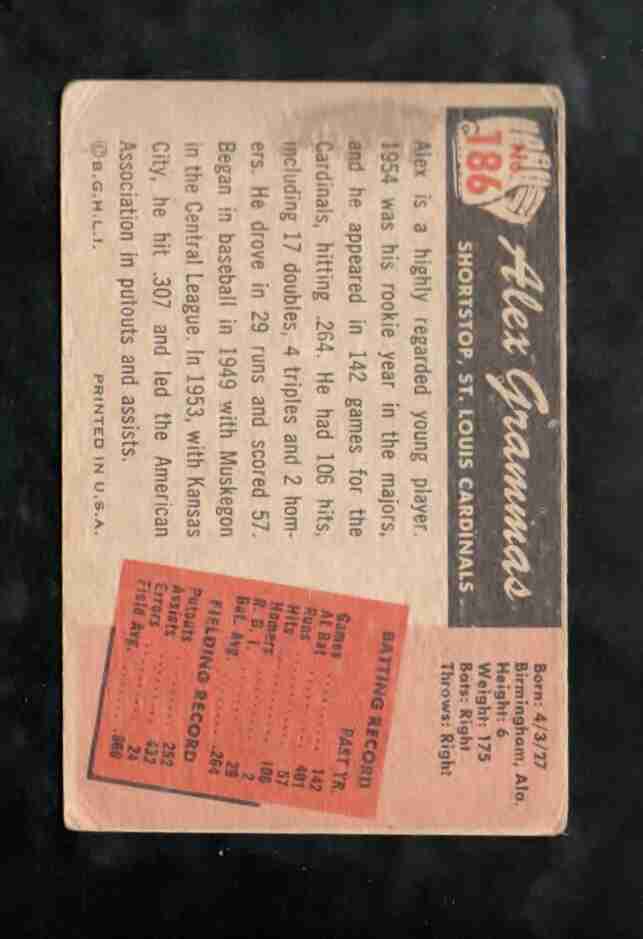 No.
186
Alex Grammas
SHORTSTOP, ST. LOUIS CARDINALS
Born: 4/3/27
Birmingham, Ala.
Height: 6
Weight: 175
Bats: Right
Throws: Right
Alex is a highly regarded young player.
1954 was his rookie year in the majors,
and he appeared in 142 games for the
Cardinals, hitting .264. He had 106 hits,
including 17 doubles, 4 triples and 2 hom-
ers. He drove in 29 runs and scored 57.
Began in baseball in 1949 with Muskegon
in the Central League. In 1953, with Kansas
City, he hit .307 and led the American
Association in putouts and assists.
©B.G.H.L.I. PRINTED IN U.S.A.
BATTING RECORD
PAST YR.
Games 142
At Bat 401
Runs 57
Hits 106
Homers 2
R. B. I. 29
Bat. Avg. .264
FIELDING RECORD
Putouts 252
Assists 432
Errors 24
Field Avg. .966